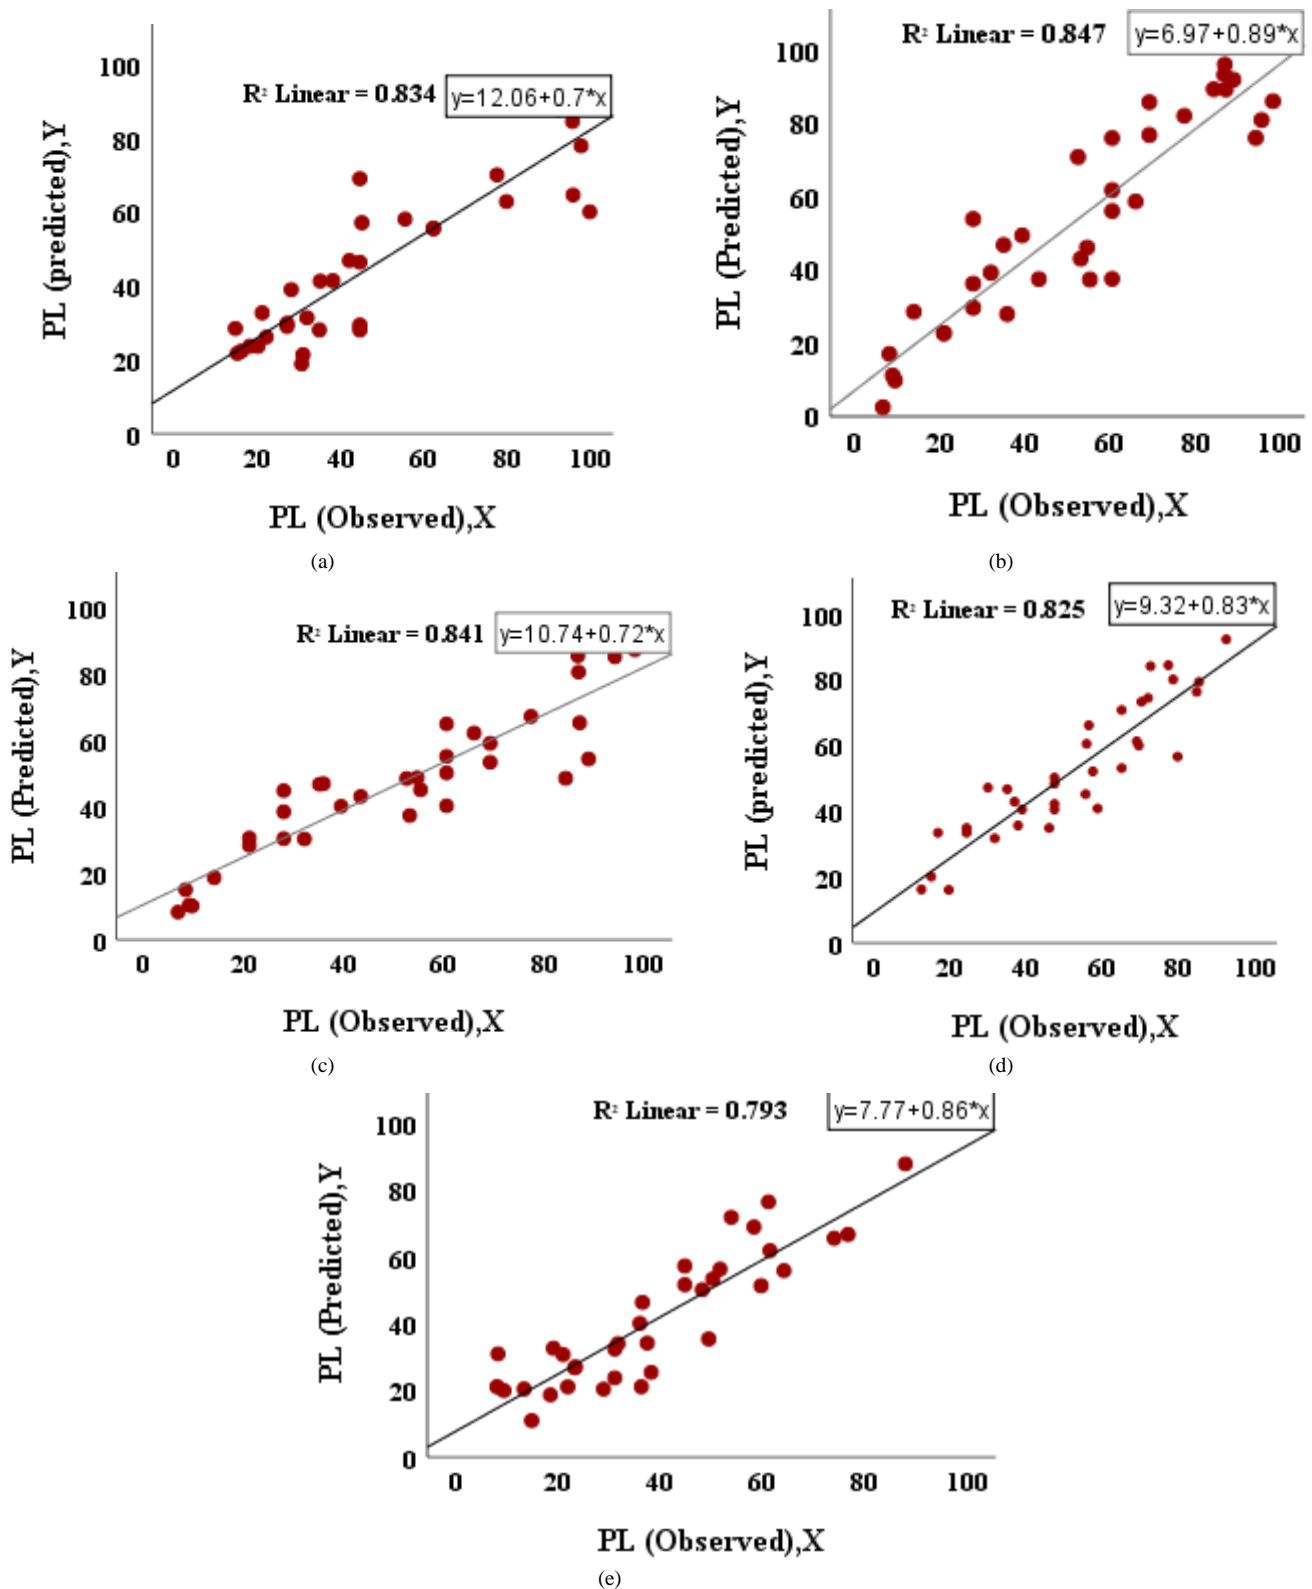 R² Linear = 0.834
y=12.06+0.7*x
PL (predicted),Y
100
80
60
40
20
0
0 20 40 60 80 100
PL (Observed),X
(a)
R² Linear = 0.847
y=6.97+0.89*x
PL (Predicted),Y
100
80
60
40
20
0
0 20 40 60 80 100
PL (Observed),X
(b)
R² Linear = 0.841
y=10.74+0.72*x
PL (Predicted),Y
100
80
60
40
20
0
0 20 40 60 80 100
PL (Observed),X
(c)
R² Linear = 0.825
y=9.32+0.83*x
PL (predicted),Y
100
80
60
40
20
0
0 20 40 60 80 100
PL (Observed),X
(d)
R² Linear = 0.793
y=7.77+0.86*x
PL (Predicted),Y
100
80
60
40
20
0
0 20 40 60 80 100
PL (Observed),X
(e)